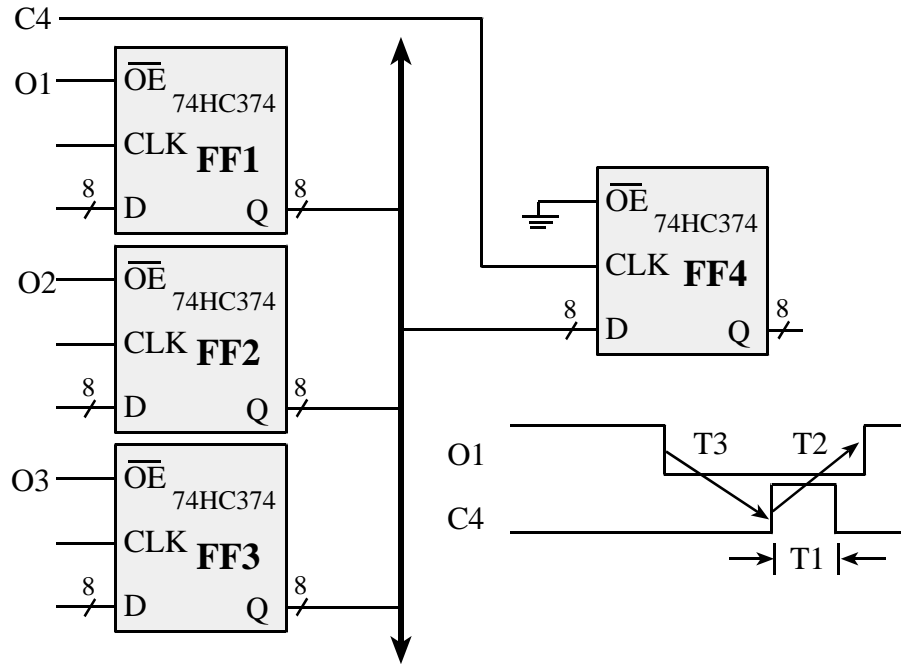 C4
O1
OE
74HC374
CLK FF1
8
8
D Q
O2
OE
74HC374
CLK FF2
8
8
D Q
O3
OE
74HC374
CLK FF3
8
8
D Q
OE
74HC374
CLK FF4
8
8
D Q
O1
T3 T2
C4
T1